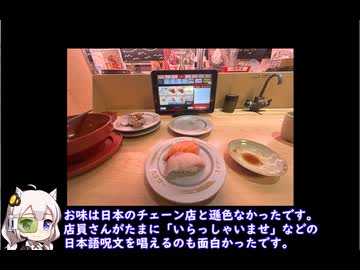 お味は日本のチェーン店と遜色なかったです。
店員さんがたまに「いらっしゃいませ」などの
日本語呪文を唱えるのも面白かったです。